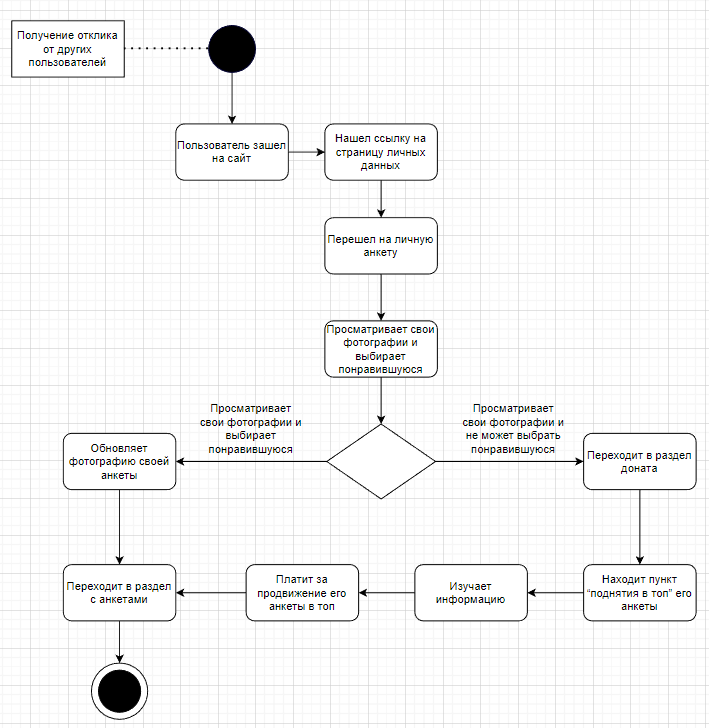 Получение отклика
от других
пользователей
Пользователь зашел
на сайт
Нашел ссылку на
страницу личных
данных
Перешел на личную
анкету
Просматривает свои
фотографии и
выбирает
понравившуюся
Просматривает
свои фотографии и
выбирает
понравившуюся
Просматривает
свои фотографии и
не может выбрать
понравившуюся
Обновляет
фотографию своей
анкеты
Переходит в раздел
доната
Переходит в раздел
с анкетами
Платит за
продвижение его
анкеты в топ
Изучает
информацию
Находит пункт
“поднятия в топ” его
анкеты